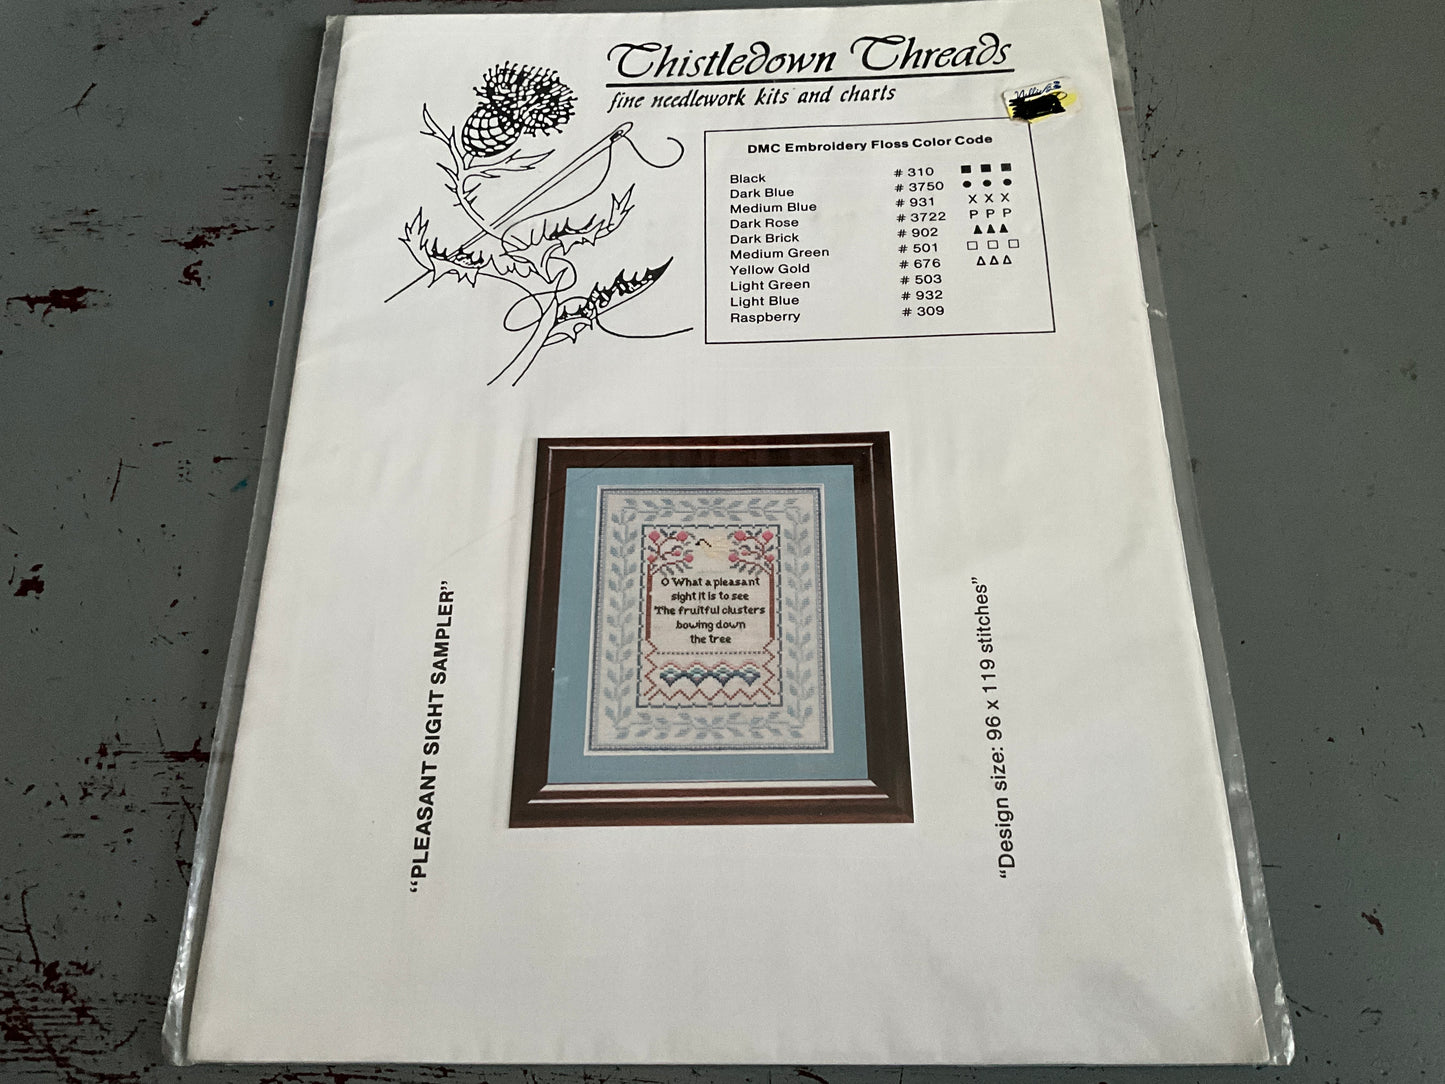 Thistledown Threads
fine needlework kits and charts
DMC Embroidery Floss Color Code
Black # 310 ■ ■ ■
Dark Blue # 3750 ● ● ●
Medium Blue # 931 X X X
Dark Rose # 3722 P P P
Dark Brick # 902 ▲▲▲
Medium Green # 501 □ □ □
Yellow Gold # 676 △△△
Light Green # 503
Light Blue # 932
Raspberry # 309
"PLEASANT SIGHT SAMPLER"
O What a pleasant
sight it is to see
The fruitful clusters
bowing down
the tree
"Design size: 96 x 119 stitches"